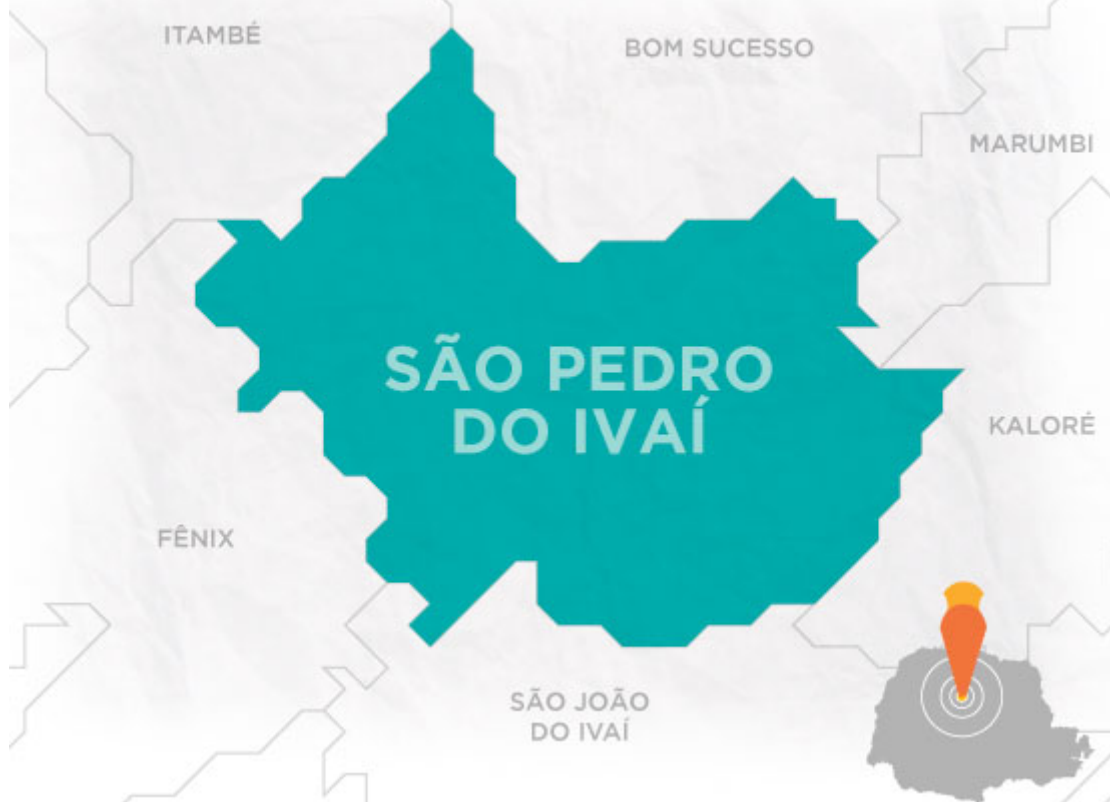 ITAMBÉ
BOM SUCESSO
MARUMBI
SÃO PEDRO
DO IVAÍ
KALORÉ
FÊNIX
SÃO JOÃO
DO IVAÍ